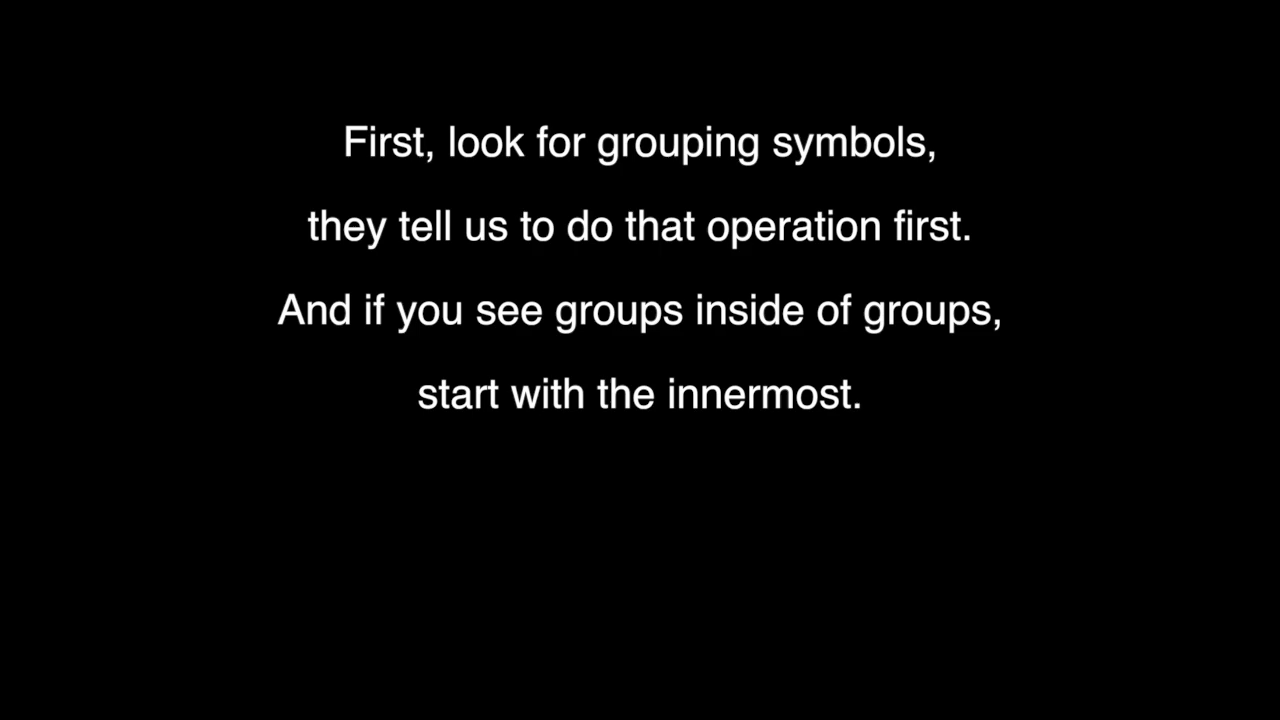 First, look for grouping symbols,
they tell us to do that operation first.
And if you see groups inside of groups,
start with the innermost.